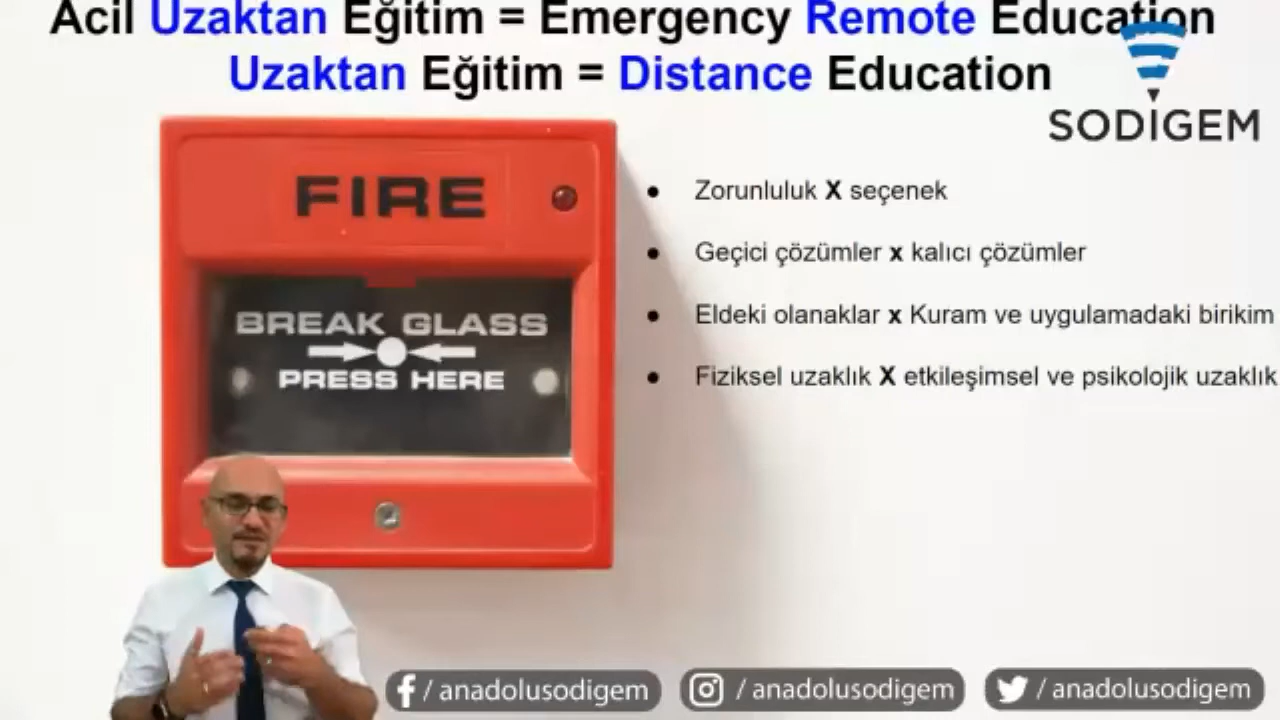 Acil Uzaktan Eğitim = Emergency Remote Education
Uzaktan Eğitim = Distance Education
SODİGEM
FIRE
BREAK GLASS
PRESS HERE
• Zorunluluk X seçenek
• Geçici çözümler x kalıcı çözümler
• Eldeki olanaklar x Kuram ve uygulamadaki birikim
• Fiziksel uzaklık X etkileşimsel ve psikolojik uzaklık
/ anadolusodigem
/ anadolusodigem
/ anadolusodigem